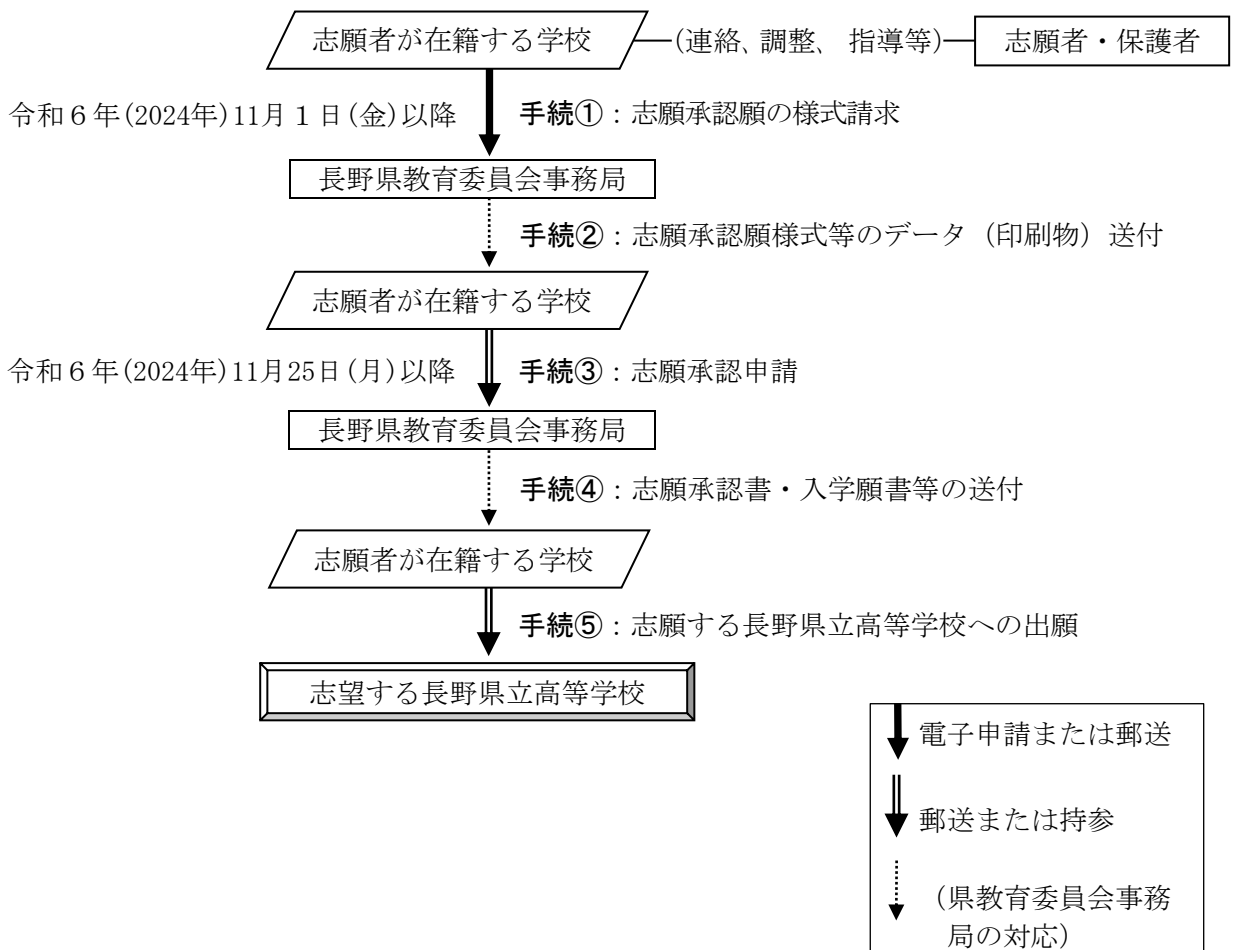 志願者が在籍する学校 (連絡、調整、 指導等) 志願者・保護者
令和６年(2024年)11月１日(金)以降 手続①：志願承認願の様式請求
長野県教育委員会事務局
手続②：志願承認願様式等のデータ（印刷物）送付
志願者が在籍する学校
令和６年(2024年)11月25日(月)以降 手続③：志願承認申請
長野県教育委員会事務局
手続④：志願承認書・入学願書等の送付
志願者が在籍する学校
手続⑤：志願する長野県立高等学校への出願
志望する長野県立高等学校
電子申請または郵送
郵送または持参
（県教育委員会事務
局の対応）